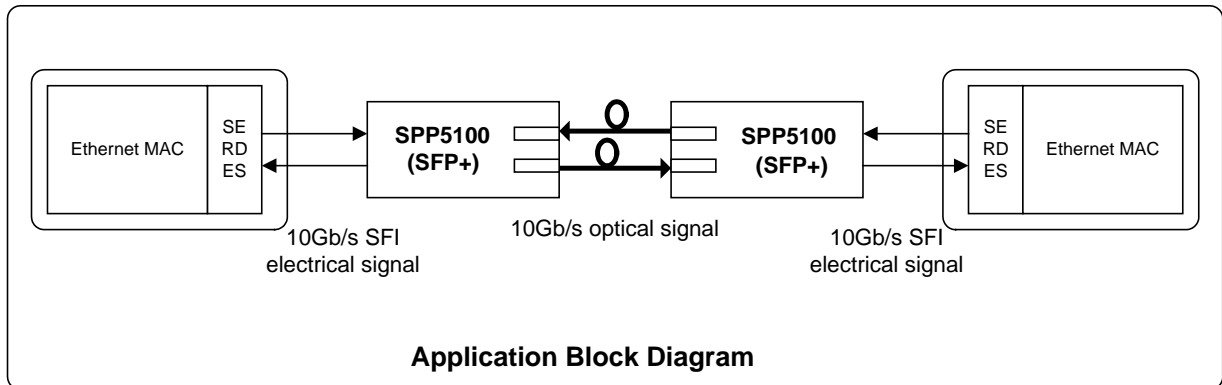 Ethernet MAC
SE
RD
ES
SPP5100
(SFP+)
SPP5100
(SFP+)
SE
RD
ES
Ethernet MAC
10Gb/s SFI
electrical signal
10Gb/s optical signal
10Gb/s SFI
electrical signal
Application Block Diagram